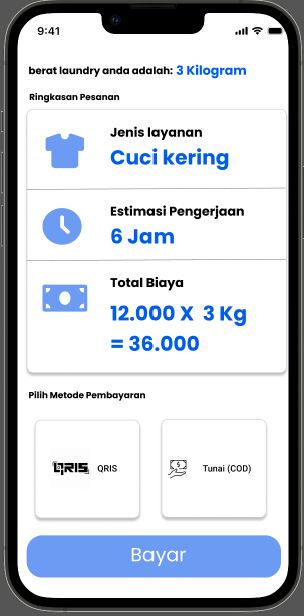 9:41
berat laundry anda adalah: 3 Kilogram
Ringkasan Pesanan
Jenis layanan
Cuci kering
Estimasi Pengerjaan
6 Jam
Total Biaya
12.000 X 3 Kg
= 36.000
Pilih Metode Pembayaran
QRIS QRIS
5 Tunai (COD)
Bayar